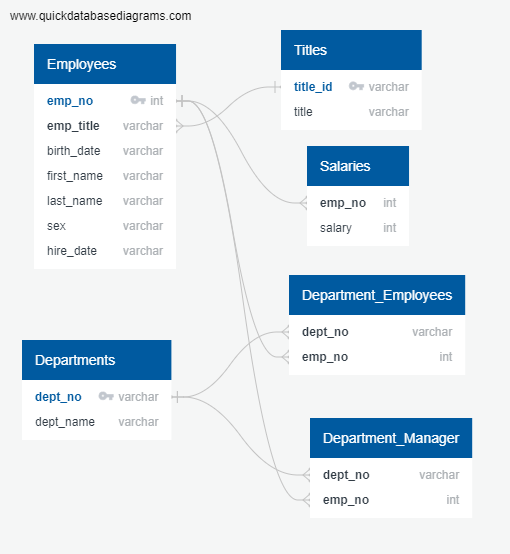 www.quickdatabasediagrams.com
Employees
emp_no int
emp_title varchar
birth_date varchar
first_name varchar
last_name varchar
sex varchar
hire_date varchar
Titles
title_id varchar
title varchar
Salaries
emp_no int
salary int
Department_Employees
dept_no varchar
emp_no int
Departments
dept_no varchar
dept_name varchar
Department_Manager
dept_no varchar
emp_no int